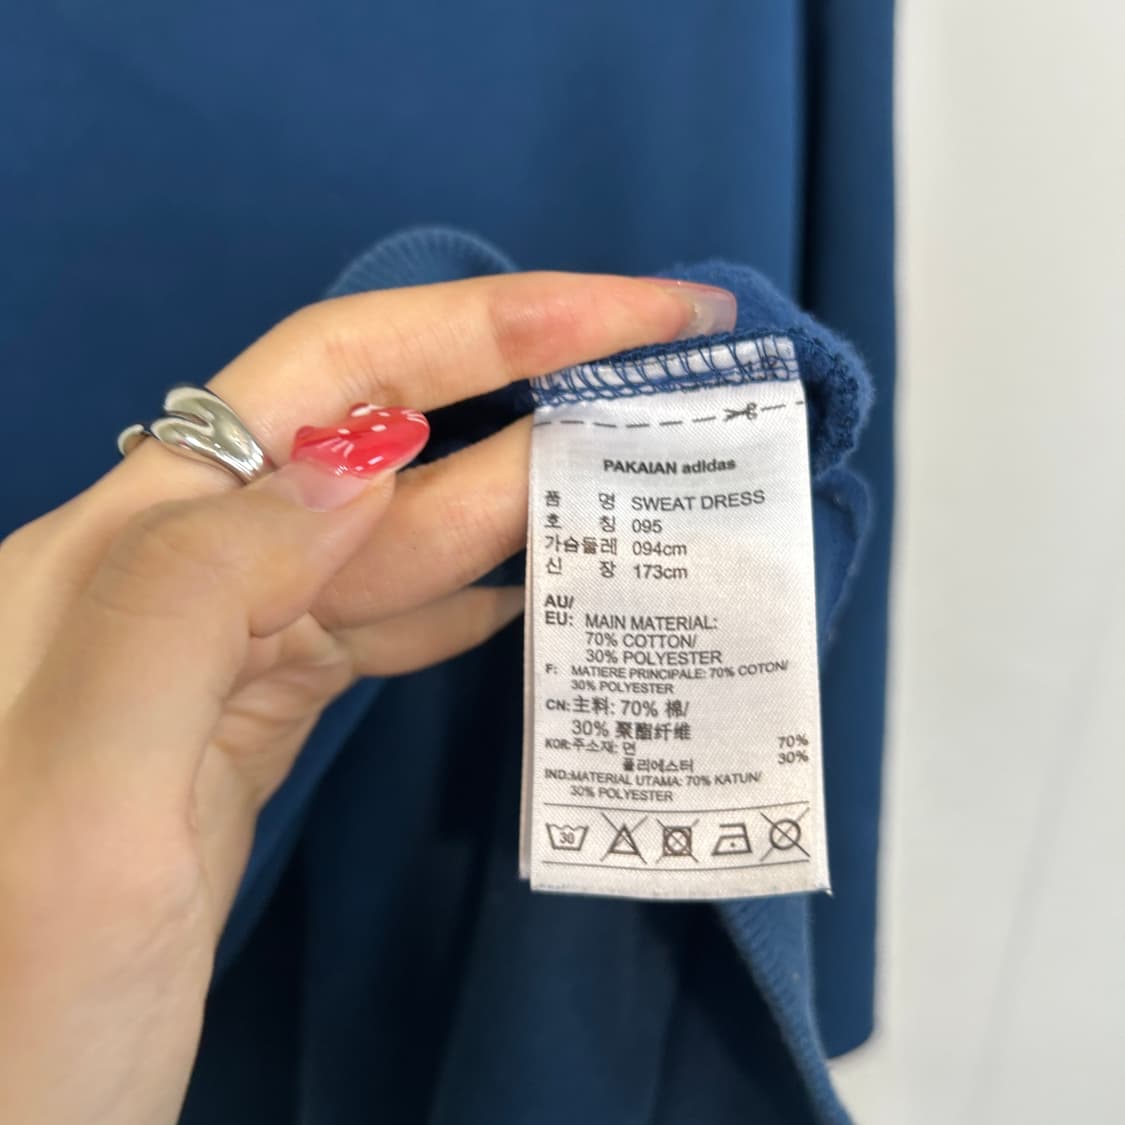 PAKAIAN adidas
품 명 SWEAT DRESS
호 칭 095
가슴둘레 094cm
신 장 173cm
AU/
EU: MAIN MATERIAL:
70% COTTON/
30% POLYESTER
F: MATIERE PRINCIPALE: 70% COTON/
30% POLYESTER
CN: 主料: 70% 棉/
30% 聚酯纤维
KOR: 주소재: 면 70%
폴리에스터 30%
IND: MATERIAL UTAMA: 70% KATUN/
30% POLYESTER
30